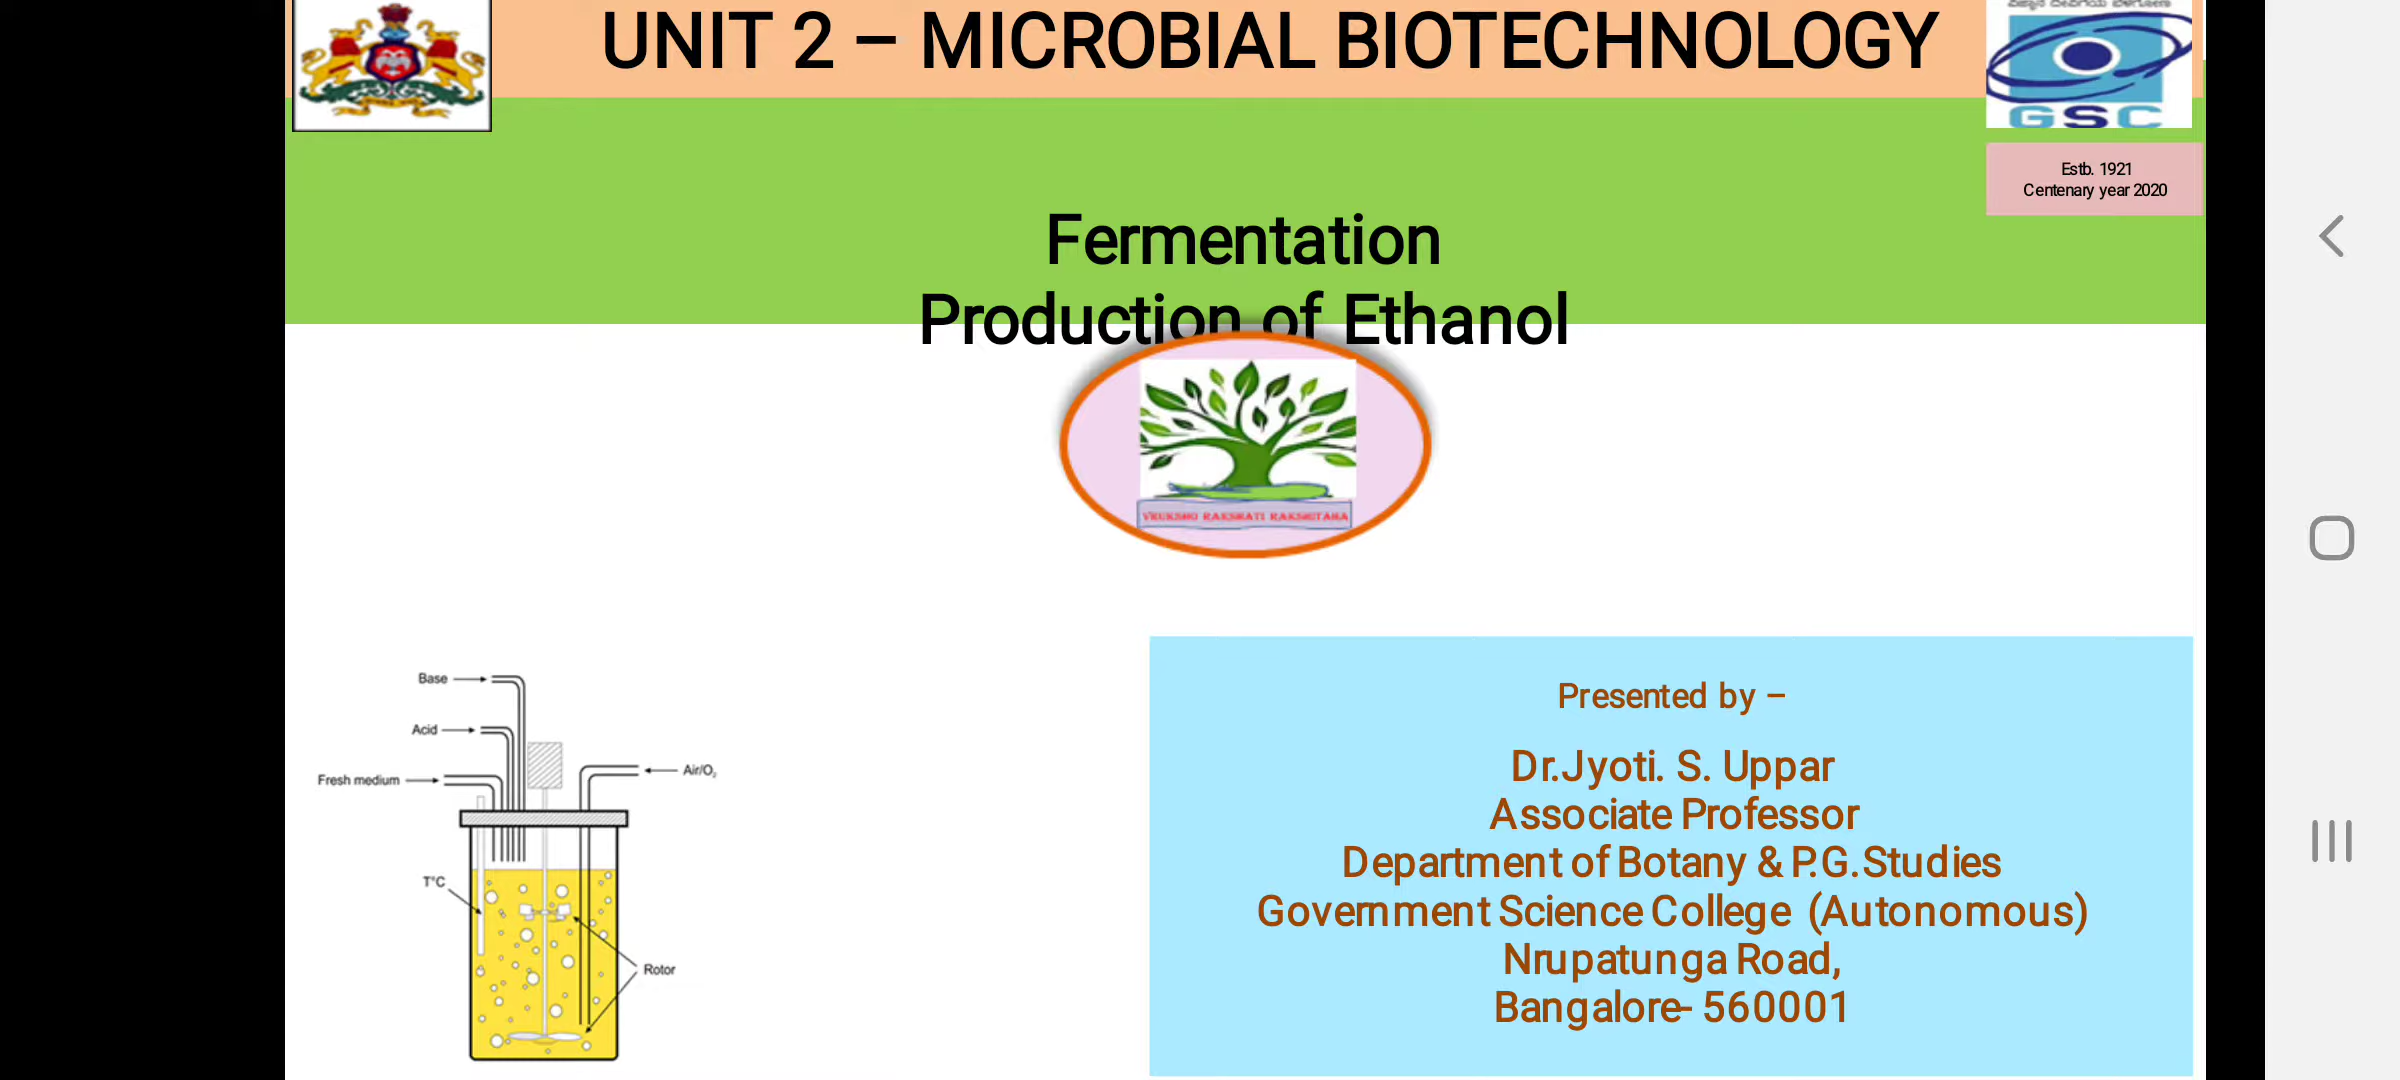 UNIT 2 – MICROBIAL BIOTECHNOLOGY
GSC
Estb. 1921
Centenary year 2020
Fermentation
Production of Ethanol
VRUKSHO RAKSHATI RAKSHITAHA
Base
Acid
Fresh medium
Air/O₂
T°C
Rotor
Presented by –
Dr.Jyoti. S. Uppar
Associate Professor
Department of Botany & P.G.Studies
Government Science College (Autonomous)
Nrupatunga Road,
Bangalore- 560001